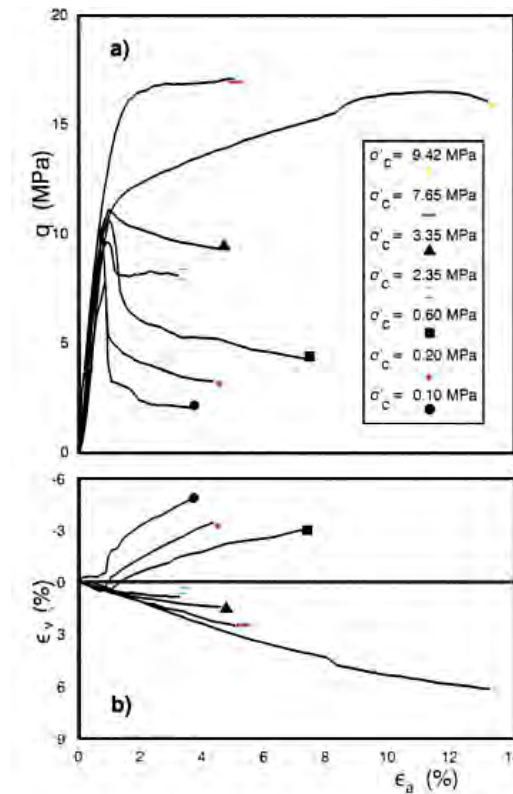 20
a)
15
q (MPa)
10
5
0
σ'c = 9.42 MPa
σ'c = 7.65 MPa
σ'c = 3.35 MPa
σ'c = 2.35 MPa
σ'c = 0.60 MPa
σ'c = 0.20 MPa
σ'c = 0.10 MPa
-6
-3
-0
εv (%)
3
6
9
b)
0 2 4 6 8 10 12 14
εa (%)